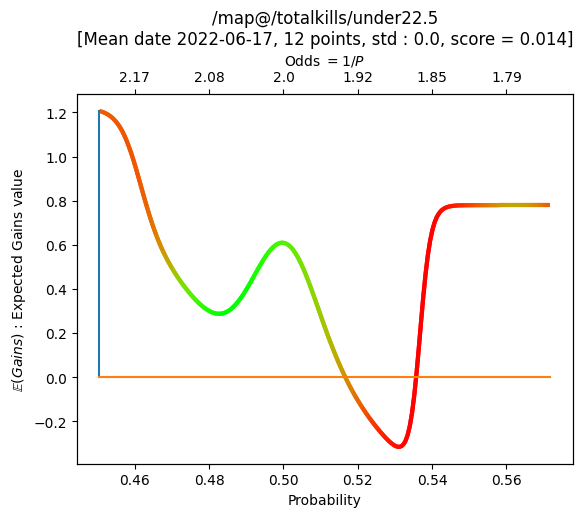 /map@/totalkills/under22.5
[Mean date 2022-06-17, 12 points, std : 0.0, score = 0.014]
Odds = 1/P
2.17 2.08 2.0 1.92 1.85 1.79
1.2
1.0
0.8
0.6
0.4
0.2
0.0
−0.2
𝔼(Gains) : Expected Gains value
0.46 0.48 0.50 0.52 0.54 0.56
Probability